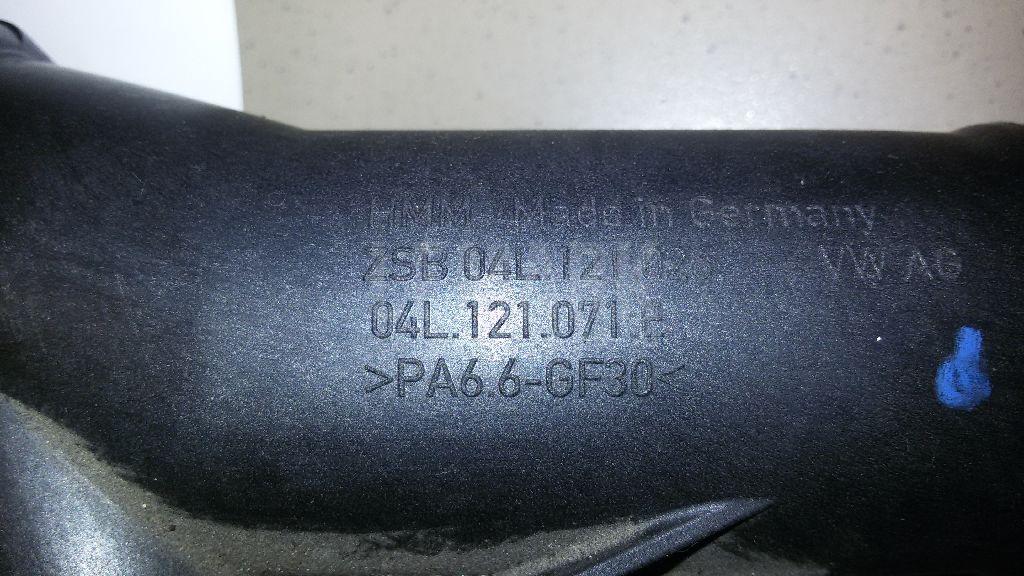 HMM Made in Germany
ZSB 04L.121.026 VW AG
04L.121.071.E
>PA6.6-GF30<